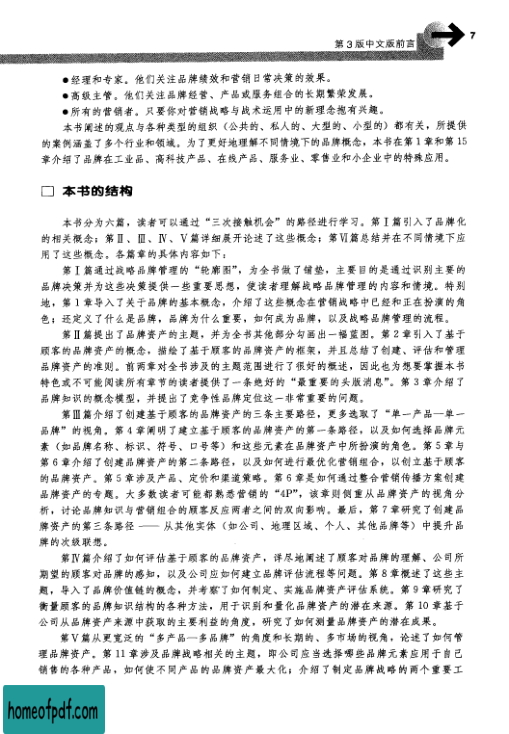 第3版中文版前言
7
●经理和专家。他们关注品牌绩效和营销日常决策的效果。
●高级主管。他们关注品牌经营、产品或服务组合的长期繁荣发展。
●所有的营销者。只要你对营销战略与战术运用中的新理念抱有兴趣。
本书阐述的观点与各种类型的组织（公共的、私人的、大型的、小型的）都有关，所提供
的案例涵盖了多个行业和领域。为了更好地理解不同情境下的品牌概念，本书在第1章和第15
章介绍了品牌在工业品、高科技产品、在线产品、服务业、零售业和小企业中的特殊应用。
□ 本书的结构
本书分为六篇，读者可以通过“三次接触机会”的路径进行学习。第Ⅰ篇引入了品牌化
的相关概念；第Ⅱ、Ⅲ、Ⅳ、Ⅴ篇详细展开论述了这些概念；第Ⅵ篇总结并在不同情境下应
用了这些概念。各篇章的具体内容如下：
第Ⅰ篇通过战略品牌管理的“轮廓图”，为全书做了铺垫，主要目的是通过识别主要的
品牌决策并为这些决策提供一些重要思想，使读者理解战略品牌管理的内容和情境。特别
地，第1章导入了关于品牌的基本概念，介绍了这些概念在营销战略中已经和正在扮演的角
色；还定义了什么是品牌，品牌为什么重要，如何成为品牌，以及战略品牌管理的流程。
第Ⅱ篇提出了品牌资产的主题，并为全书其他部分勾画出一幅蓝图。第2章引入了基于
顾客的品牌资产的概念，描绘了基于顾客的品牌资产的框架，并且总结了创建、评估和管理
品牌资产的准则。前两章对全书涉及的主题范围进行了很好的概述，因此也为想要掌握本书
特色或不可能阅读所有章节的读者提供了一条绝好的“最重要的头版消息”。第3章介绍了
品牌知识的概念模型，并提出了竞争性品牌定位这一非常重要的问题。
第Ⅲ篇介绍了创建基于顾客的品牌资产的三条主要路径，更多选取了“单一产品—单一
品牌”的视角。第4章阐明了建立基于顾客的品牌资产的第一条路径，以及如何选择品牌元
素（如品牌名称、标识、符号、口号等）和这些元素在品牌资产中所扮演的角色。第5章与
第6章介绍了创建品牌资产的第二条路径，以及如何进行最优化营销组合，以创立基于顾客
的品牌资产。第5章涉及产品、定价和渠道策略。第6章是如何通过整合营销传播方案创建
品牌资产的专题。大多数读者可能都熟悉营销的“4P”，该章则侧重从品牌资产的视角分
析，讨论品牌知识与营销组合的顾客反应两者之间的双向影响。最后，第7章研究了创建品
牌资产的第三条路径——从其他实体（如公司、地理区域、个人、其他品牌等）中提升品
牌的次级联想。
第Ⅳ篇介绍了如何评估基于顾客的品牌资产，详尽地阐述了顾客对品牌的理解、公司所
期望的顾客对品牌的感知，以及公司应如何建立品牌评估流程等问题。第8章概述了这些主
题，导入了品牌价值链的概念，并考察了如何制定、实施品牌资产评估系统。第9章研究了
衡量顾客的品牌知识结构的各种方法，用于识别和量化品牌资产的潜在来源。第10章基于
公司从品牌资产来源中获取的主要利益的角度，研究了如何测量品牌资产的潜在成果。
第Ⅴ篇从更宽泛的“多产品—多品牌”的角度和长期的、多市场的视角，论述了如何管
理品牌资产。第11章涉及品牌战略相关的主题，即公司应当选择哪些品牌元素应用于自己
销售的各种产品，如何使不同产品的品牌资产最大化；介绍了制定品牌战略的两个重要工
homeofpdf.com